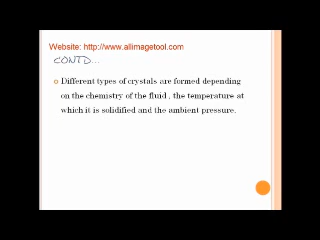 Website: http://www.allimagetool.com
CONTD...
Different types of crystals are formed depending
on the chemistry of the fluid , the temperature at
which it is solidified and the ambient pressure.